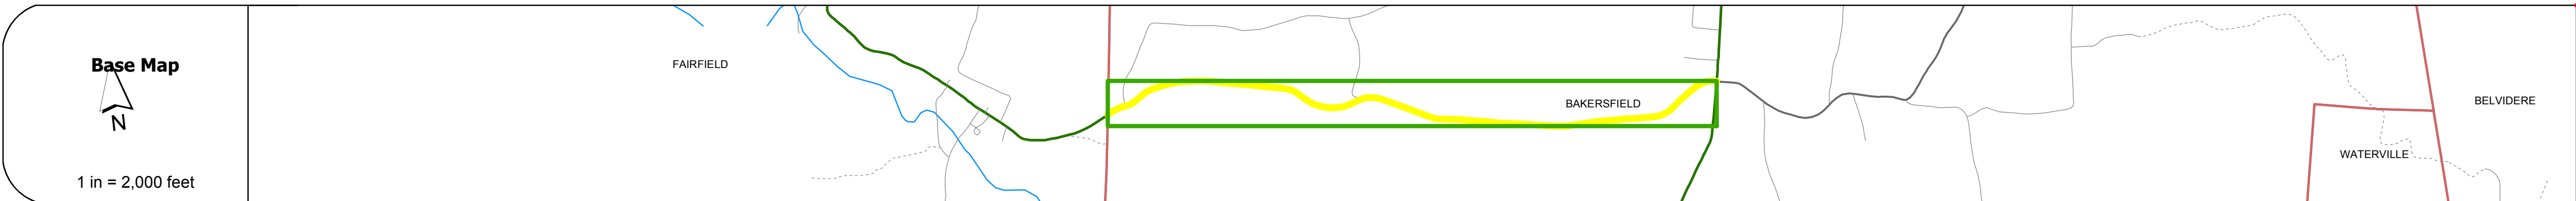 Base Map
N
1 in = 2,000 feet
FAIRFIELD
BAKERSFIELD
WATERVILLE
BELVIDERE